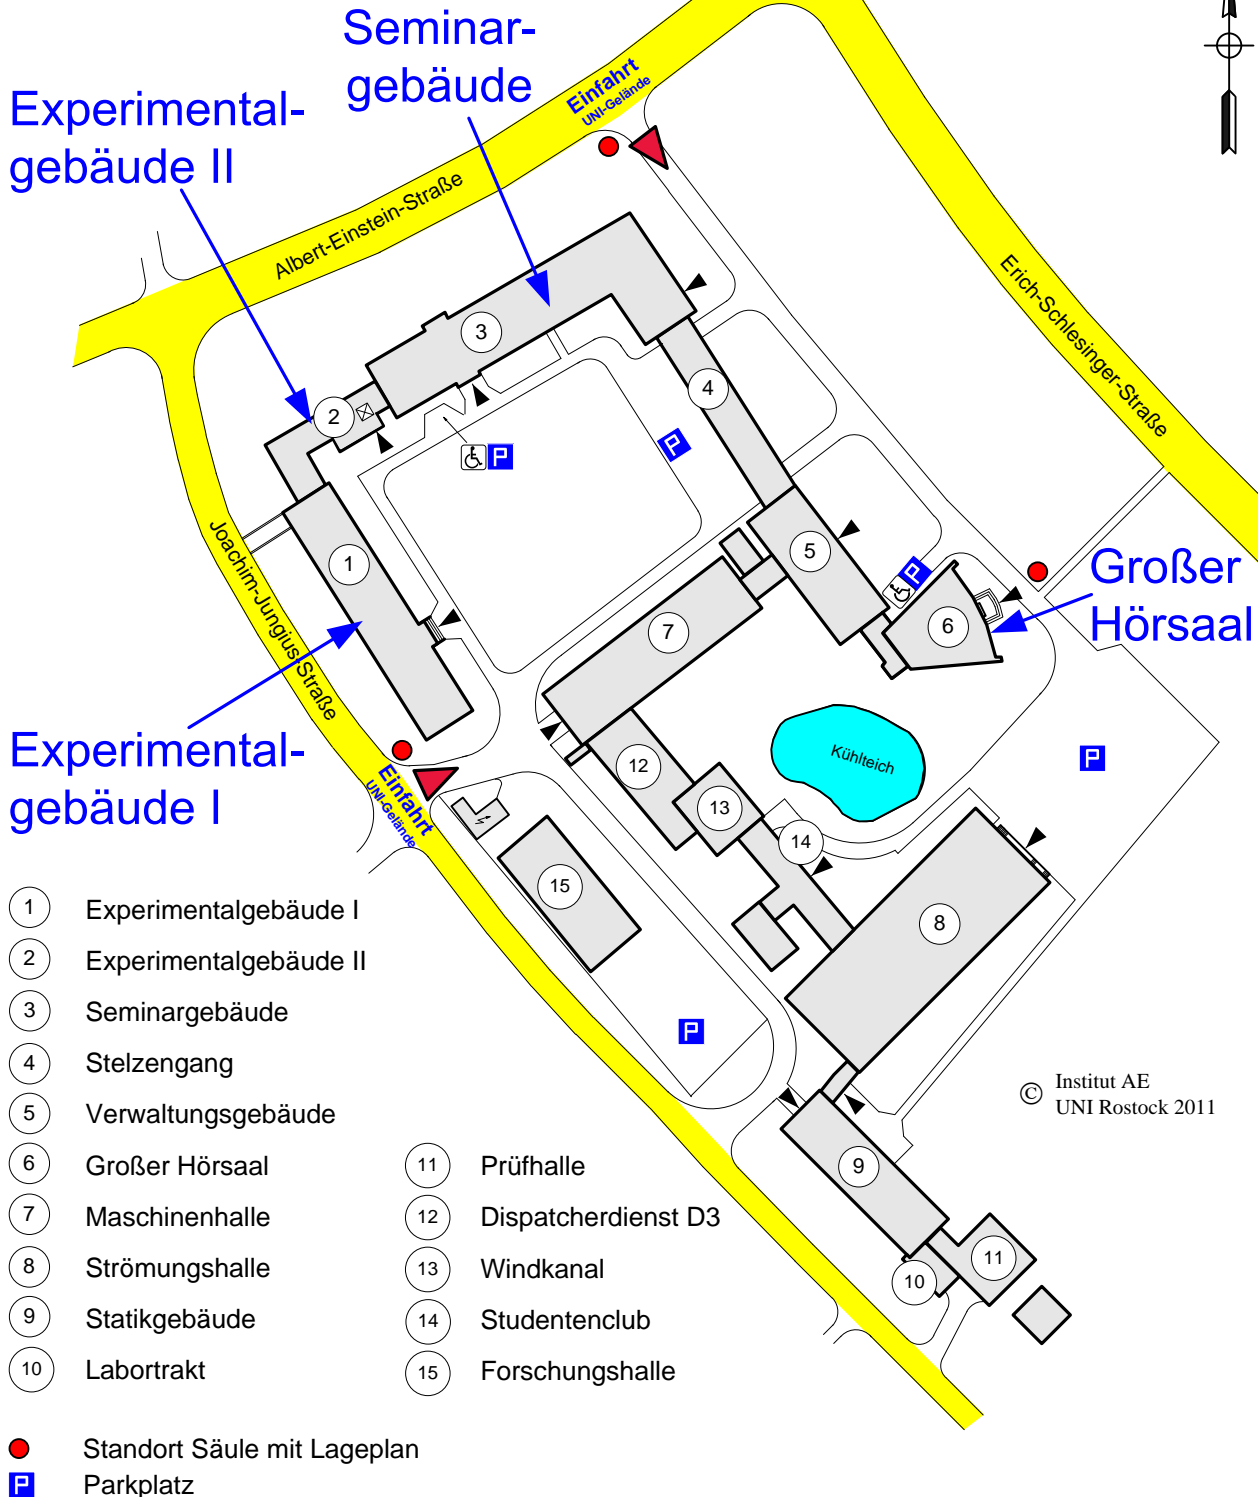 Seminar-
gebäude
Experimental-
gebäude II
Einfahrt
UNI-Gelände
Albert-Einstein-Straße
Erich-Schlesinger-Straße
3
4
2
P
P
Joachim-Jungius-Straße
1
5
P
Großer
Hörsaal
6
7
Experimental-
gebäude I
Einfahrt
UNI-Gelände
12
Kühlteich
P
13
14
15
8
P
© Institut AE
UNI Rostock 2011
9
11
10
1 Experimentalgebäude I
2 Experimentalgebäude II
3 Seminargebäude
4 Stelzengang
5 Verwaltungsgebäude
6 Großer Hörsaal
7 Maschinenhalle
8 Strömungshalle
9 Statikgebäude
10 Labortrakt
11 Prüfhalle
12 Dispatcherdienst D3
13 Windkanal
14 Studentenclub
15 Forschungshalle
Standort Säule mit Lageplan
P Parkplatz